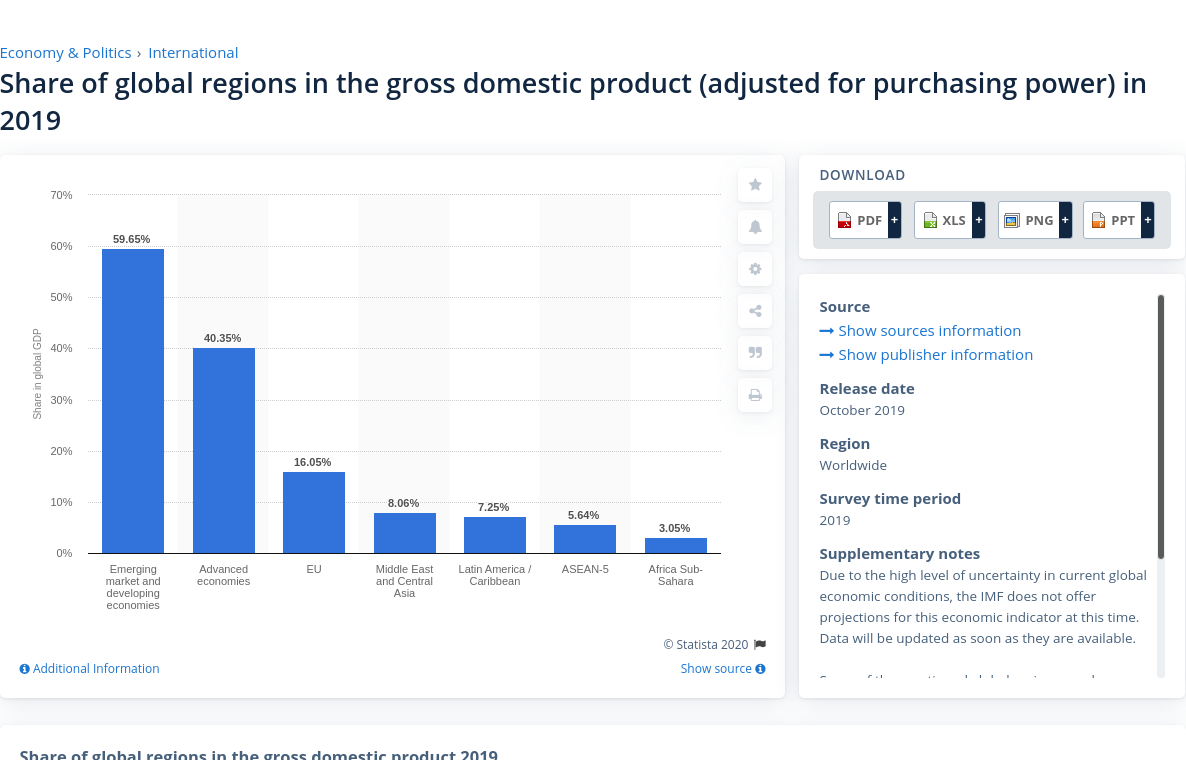 Economy & Politics › International
Share of global regions in the gross domestic product (adjusted for purchasing power) in
2019
70%
60%
50%
40%
30%
20%
10%
0%
Share in global GDP
59.65%
40.35%
16.05%
8.06%
7.25%
5.64%
3.05%
Emerging
market and
developing
economies
Advanced
economies
EU
Middle East
and Central
Asia
Latin America /
Caribbean
ASEAN-5
Africa Sub-
Sahara
© Statista 2020
Additional Information
Show source
DOWNLOAD
PDF +
XLS +
PNG +
PPT +
Source
Show sources information
Show publisher information
Release date
October 2019
Region
Worldwide
Survey time period
2019
Supplementary notes
Due to the high level of uncertainty in current global
economic conditions, the IMF does not offer
projections for this economic indicator at this time.
Data will be updated as soon as they are available.
Share of global regions in the gross domestic product 2019